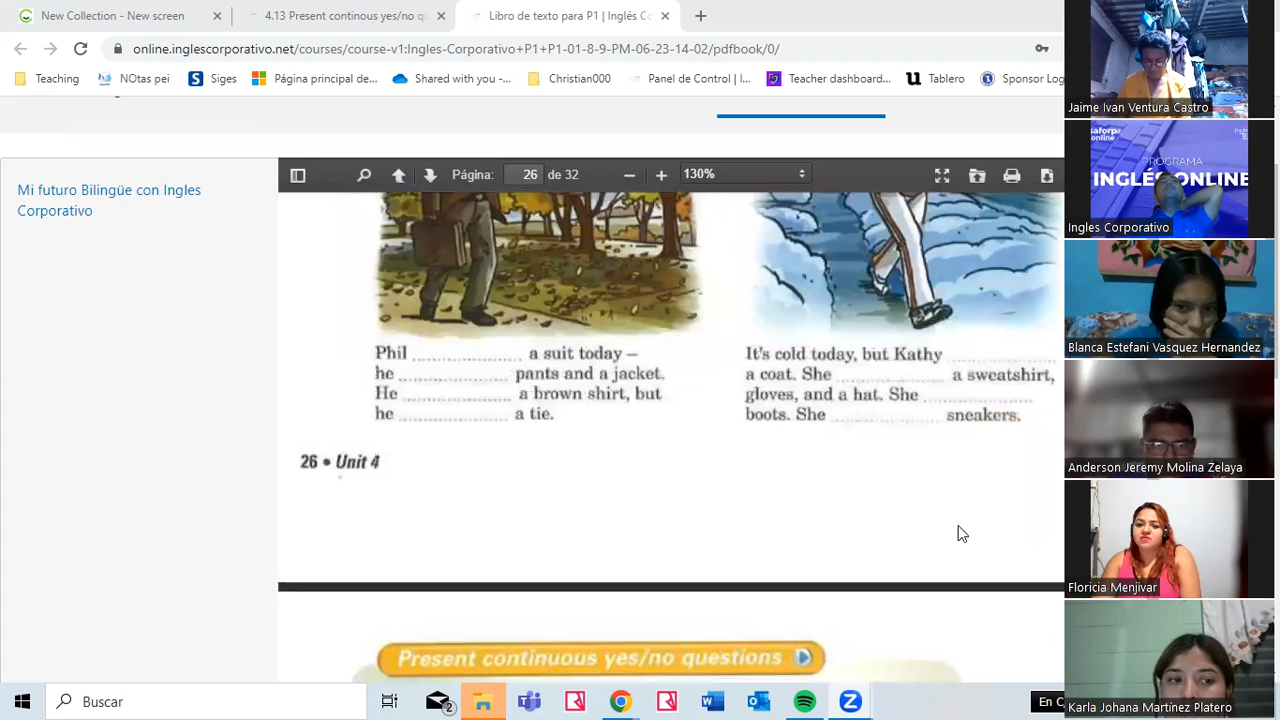 New Collection - New screen
4.13 Present continous yes/no qu
Libro de texto para P1 | Inglés Co
online.inglescorporativo.net/courses/course-v1:Ingles-Corporativo+P1+P1-01-8-9-PM-06-23-14-02/pdfbook/0/
Teaching
NOtas pei
Siges
Página principal de...
Shared with you -...
Christian000
Panel de Control | I...
Teacher dashboard...
Tablero
Sponsor Log
Mi futuro Bilingüe con Ingles
Corporativo
Página:
26
de 32
130%
Phil ............ a suit today –
he ............ pants and a jacket.
He ............ a brown shirt, but
he ............ a tie.
It's cold today, but Kathy ............
a coat. She ............ a sweatshirt,
gloves, and a hat. She ............
boots. She ............ sneakers.
26 • Unit 4
Present continuous yes/no questions
Jaime Ivan Ventura Castro
PROGRAMA
INGLÉS ONLINE
Ingles Corporativo
Blanca Estefani Vasquez Hernandez
Anderson Jeremy Molina Zelaya
Floricia Menjivar
Karla Johana Martínez Platero
Buscar
2